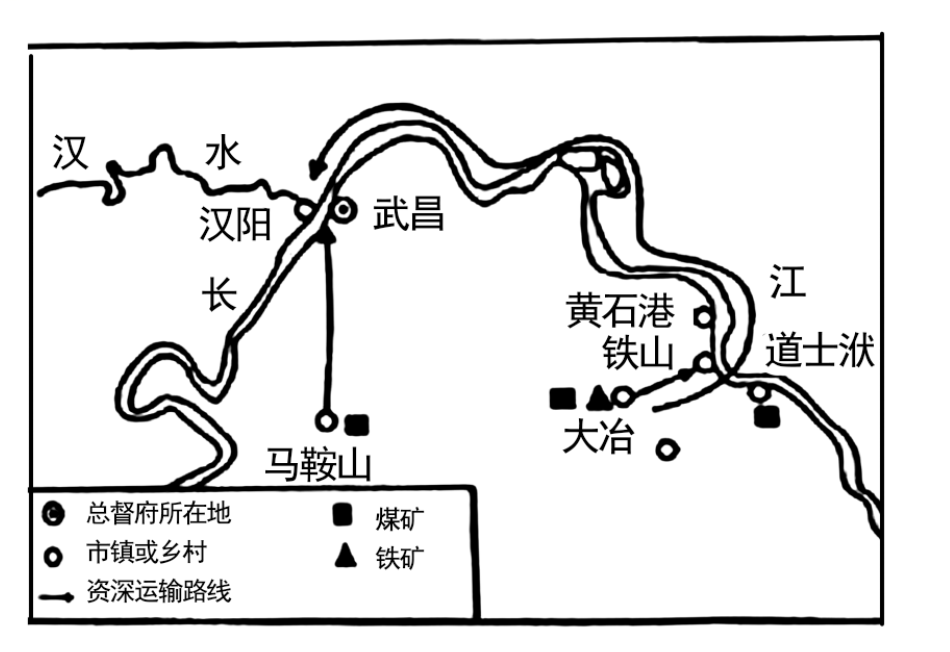 汉 水
汉阳
武昌
长
江
黄石港
铁山
道士洑
大冶
马鞍山
总督府所在地
煤矿
市镇或乡村
铁矿
资深运输路线